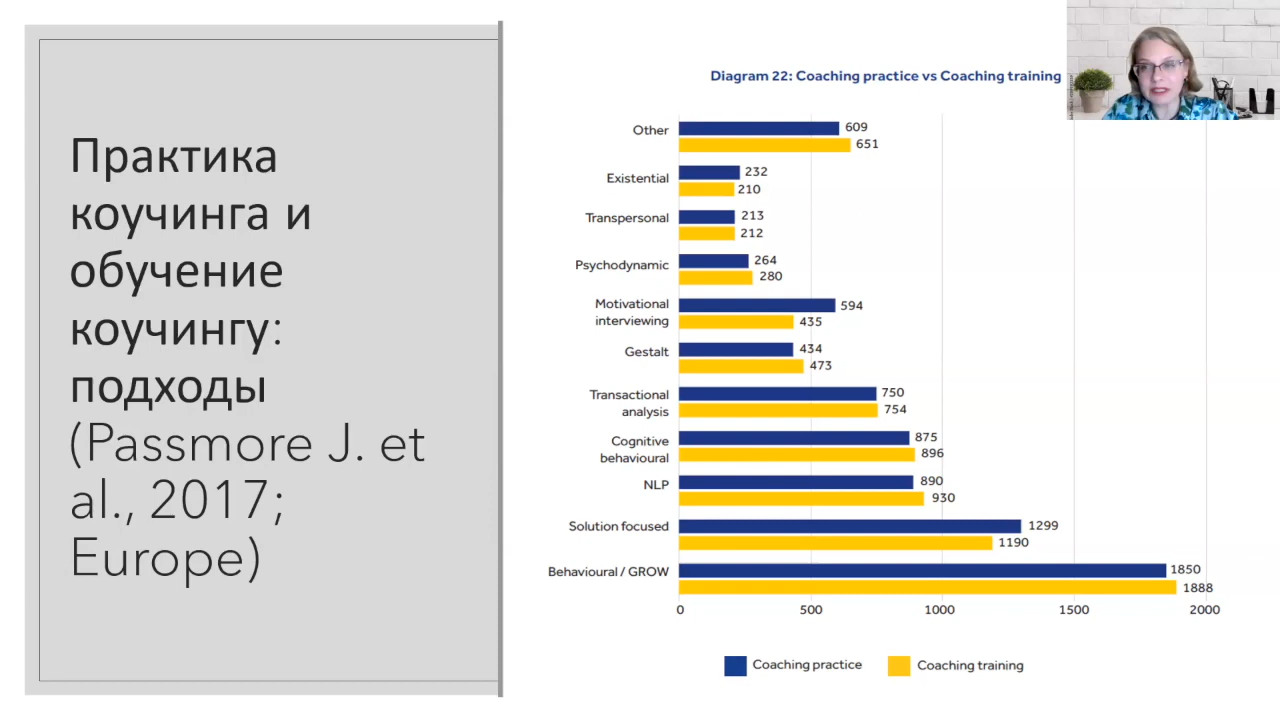 Практика
коучинга и
обучение
коучингу:
подходы
(Passmore J. et
al., 2017;
Europe)
Diagram 22: Coaching practice vs Coaching training
Other
609
651
Existential
232
210
Transpersonal
213
212
Psychodynamic
264
280
Motivational
interviewing
594
435
Gestalt
434
473
Transactional
analysis
750
754
Cognitive
behavioural
875
896
NLP
890
930
Solution focused
1299
1190
Behavioural / GROW
1850
1888
0 500 1000 1500 2000
Coaching practice Coaching training